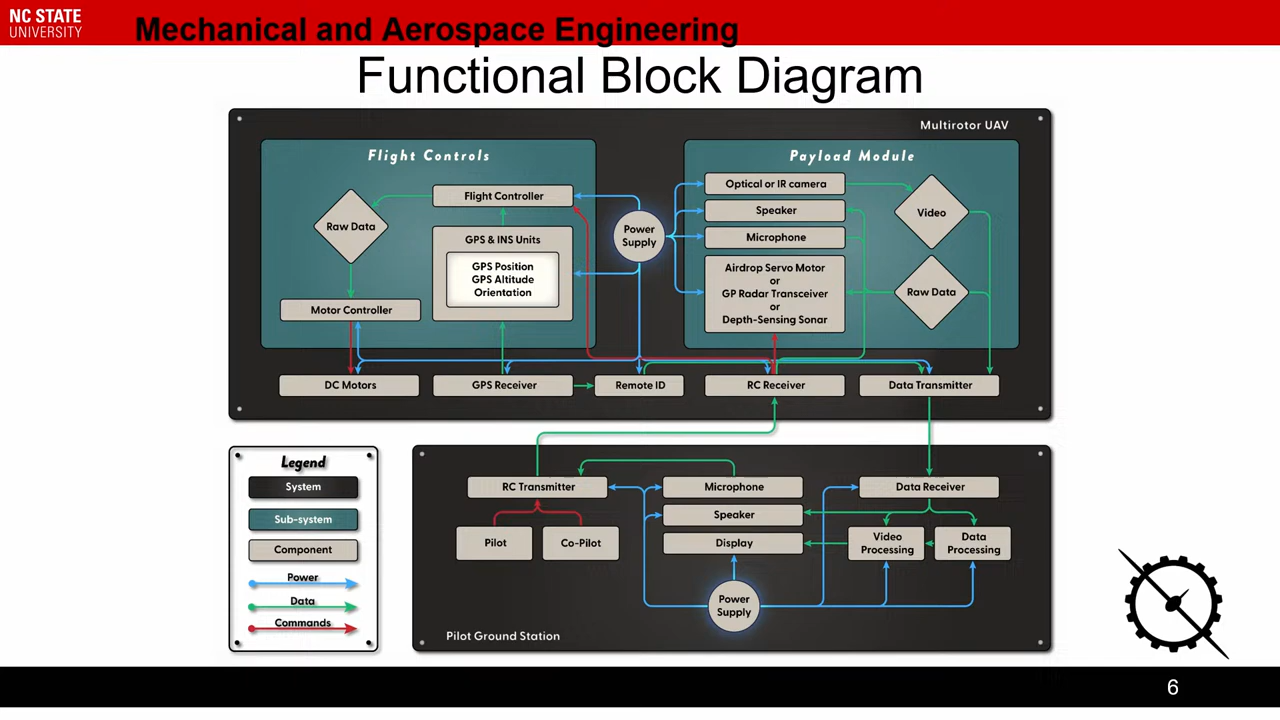 NC STATE
UNIVERSITY
Mechanical and Aerospace Engineering
Functional Block Diagram
Multirotor UAV
Flight Controls
Flight Controller
Raw Data
GPS & INS Units
GPS Position
GPS Altitude
Orientation
Motor Controller
Power
Supply
Payload Module
Optical or IR camera
Speaker
Microphone
Airdrop Servo Motor
or
GP Radar Transceiver
or
Depth-Sensing Sonar
Video
Raw Data
DC Motors
GPS Receiver
Remote ID
RC Receiver
Data Transmitter
Legend
System
Sub-system
Component
Power
Data
Commands
RC Transmitter
Microphone
Data Receiver
Speaker
Pilot
Co-Pilot
Display
Video
Processing
Data
Processing
Power
Supply
Pilot Ground Station
6